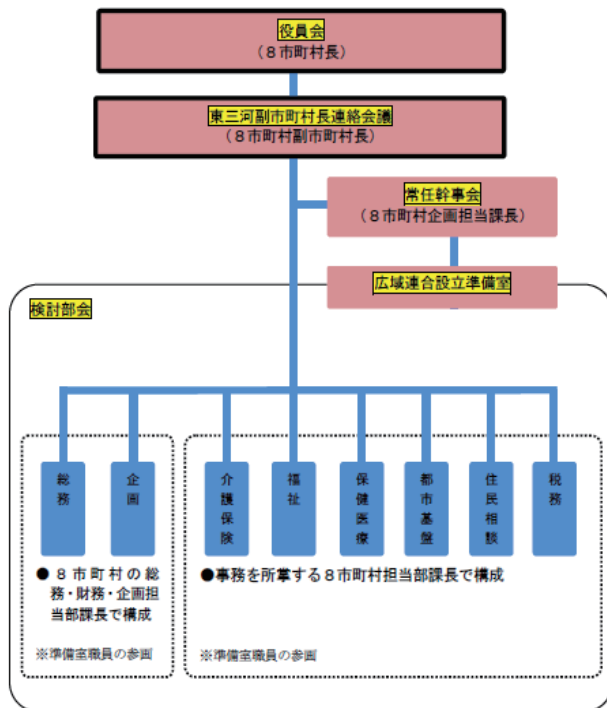 役員会
(8市町村長)
東三河副市町村長連絡会議
(8市町村副市町村長)
常任幹事会
(8市町村企画担当課長)
広域連合設立準備室
検討部会
総務
企画
介護保険
福祉
保健医療
都市基盤
住民相談
税務
●8市町村の総
務・財務・企画担
当部課長で構成
※準備室職員の参画
●事務を所掌する8市町村担当部課長で構成
※準備室職員の参画